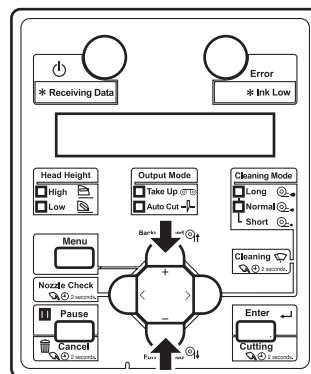 Error
* Receiving Data
* Ink Low
Head Height
High
Low
Output Mode
Take Up
Auto Cut
Cleaning Mode
Long
Normal
Short
Menu
+
Cleaning
2 seconds.
Nozzle Check
2 seconds.
< >
Pause
Cancel
2 seconds.
−
Enter
Cutting
2 seconds.